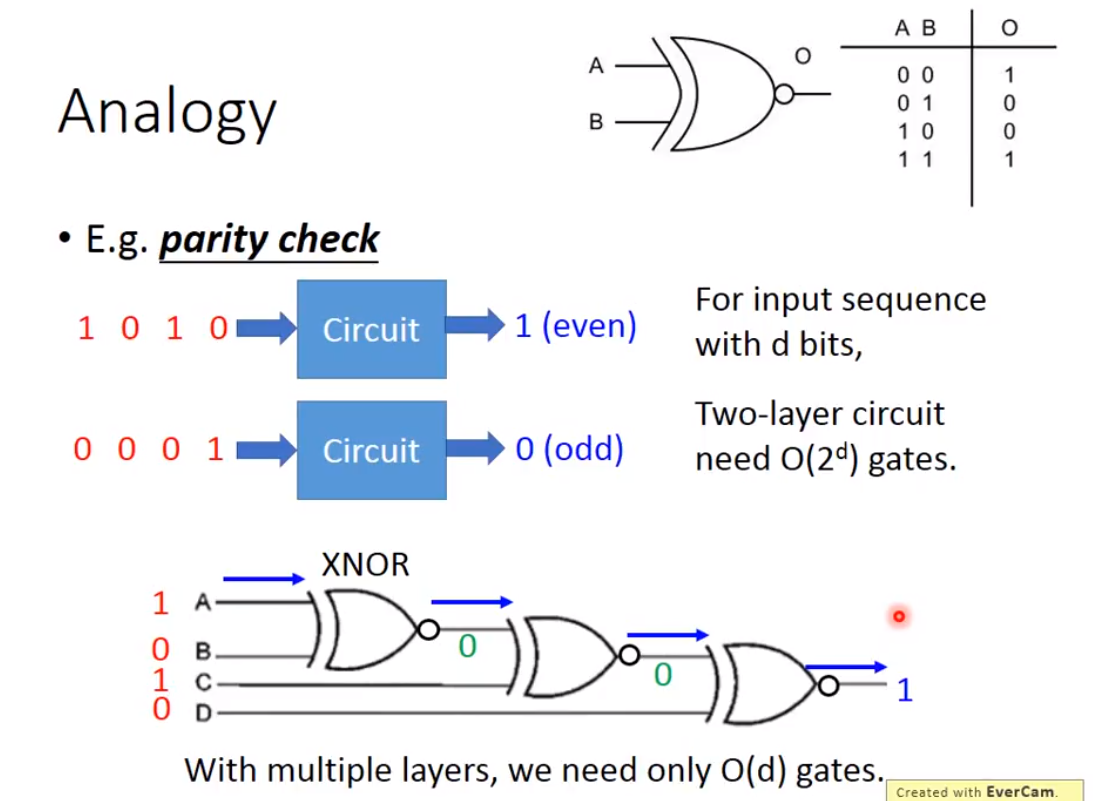 Analogy
A
B
O
A B O
0 0 1
0 1 0
1 0 0
1 1 1
• E.g. parity check
1 0 1 0 Circuit 1 (even)
0 0 0 1 Circuit 0 (odd)
For input sequence
with d bits,
Two-layer circuit
need O(2ᵈ) gates.
XNOR
1 A
0 B
1 C
0 D
0
0
1
With multiple layers, we need only O(d) gates.
Created with EverCam.